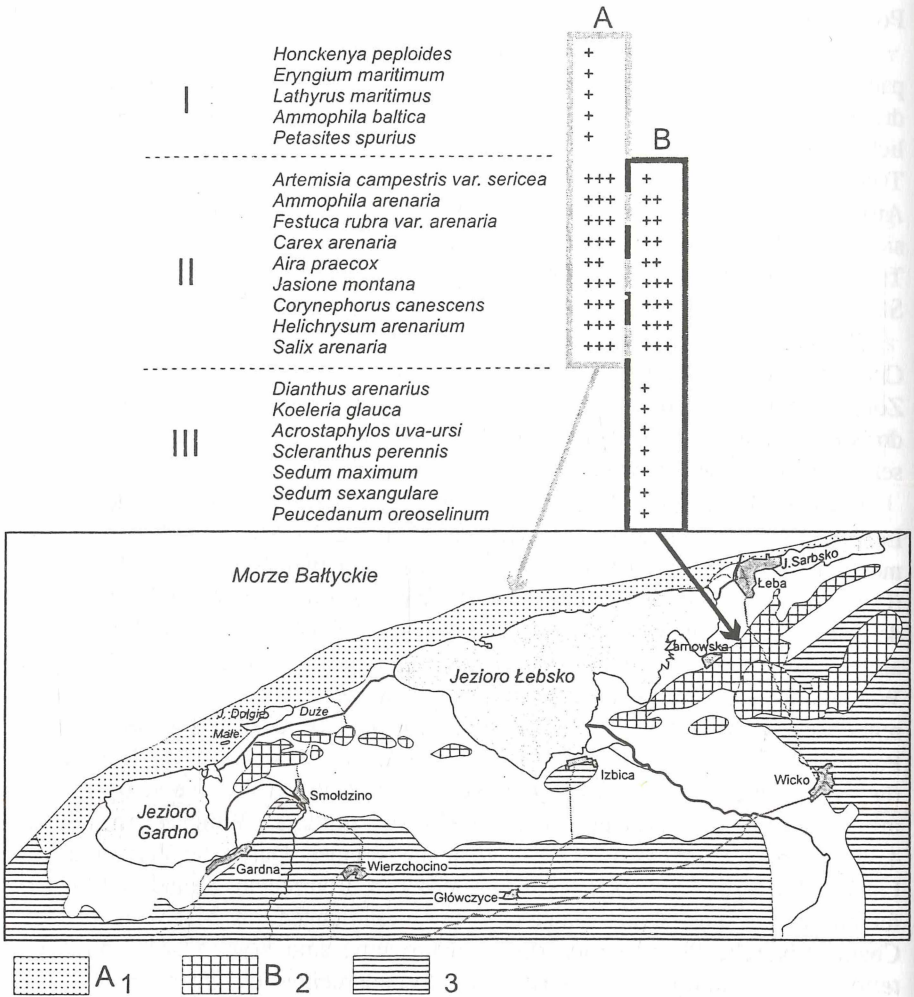 A
Honckenya peploides +
Eryngium maritimum +
I Lathyrus maritimus +
Ammophila baltica +
Petasites spurius +
B
Artemisia campestris var. sericea +++ +
Ammophila arenaria +++ ++
Festuca rubra var. arenaria +++ ++
Carex arenaria +++ ++
II Aira praecox ++ ++
Jasione montana +++ +++
Corynephorus canescens +++ +++
Helichrysum arenarium +++ +++
Salix arenaria +++ +++
Dianthus arenarius +
Koeleria glauca +
Acrostaphylos uva-ursi +
III Scleranthus perennis +
Sedum maximum +
Sedum sexangulare +
Peucedanum oreoselinum +
Morze Bałtyckie
J.Sarbsko
Łeba
Żarnowska
Jezioro Łebsko
J. Dołgie Duże
Małe
Izbica
Wicko
Smołdzino
Jezioro
Gardno
Gardna
Wierzchocino
Główczyce
A 1 B 2 3